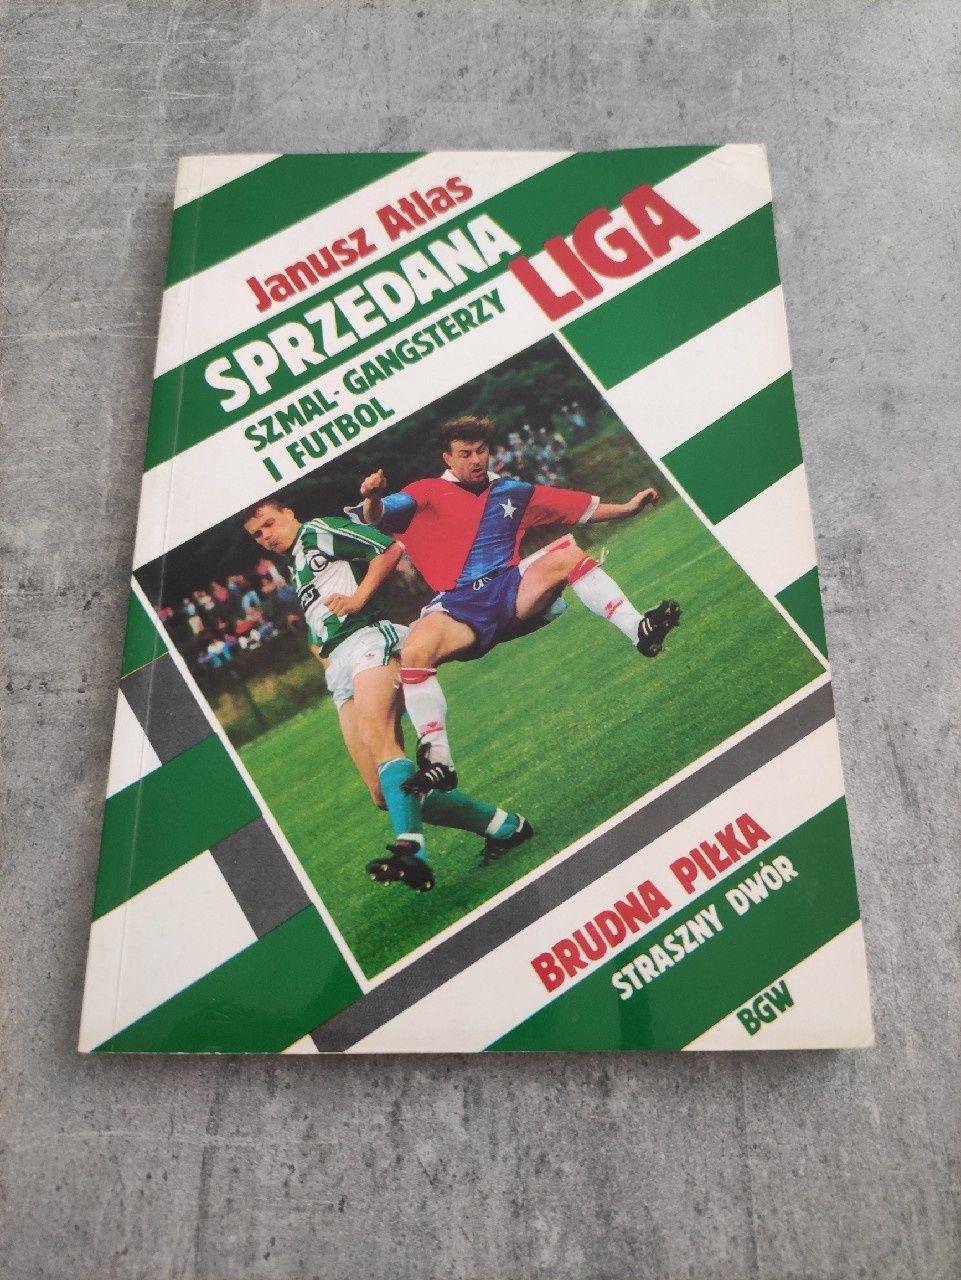 Janusz Atlas
SPRZEDANA
LIGA
SZMAL-GANGSTERZY
I FUTBOL
BRUDNA PIŁKA
STRASZNY DWÓR
BGW